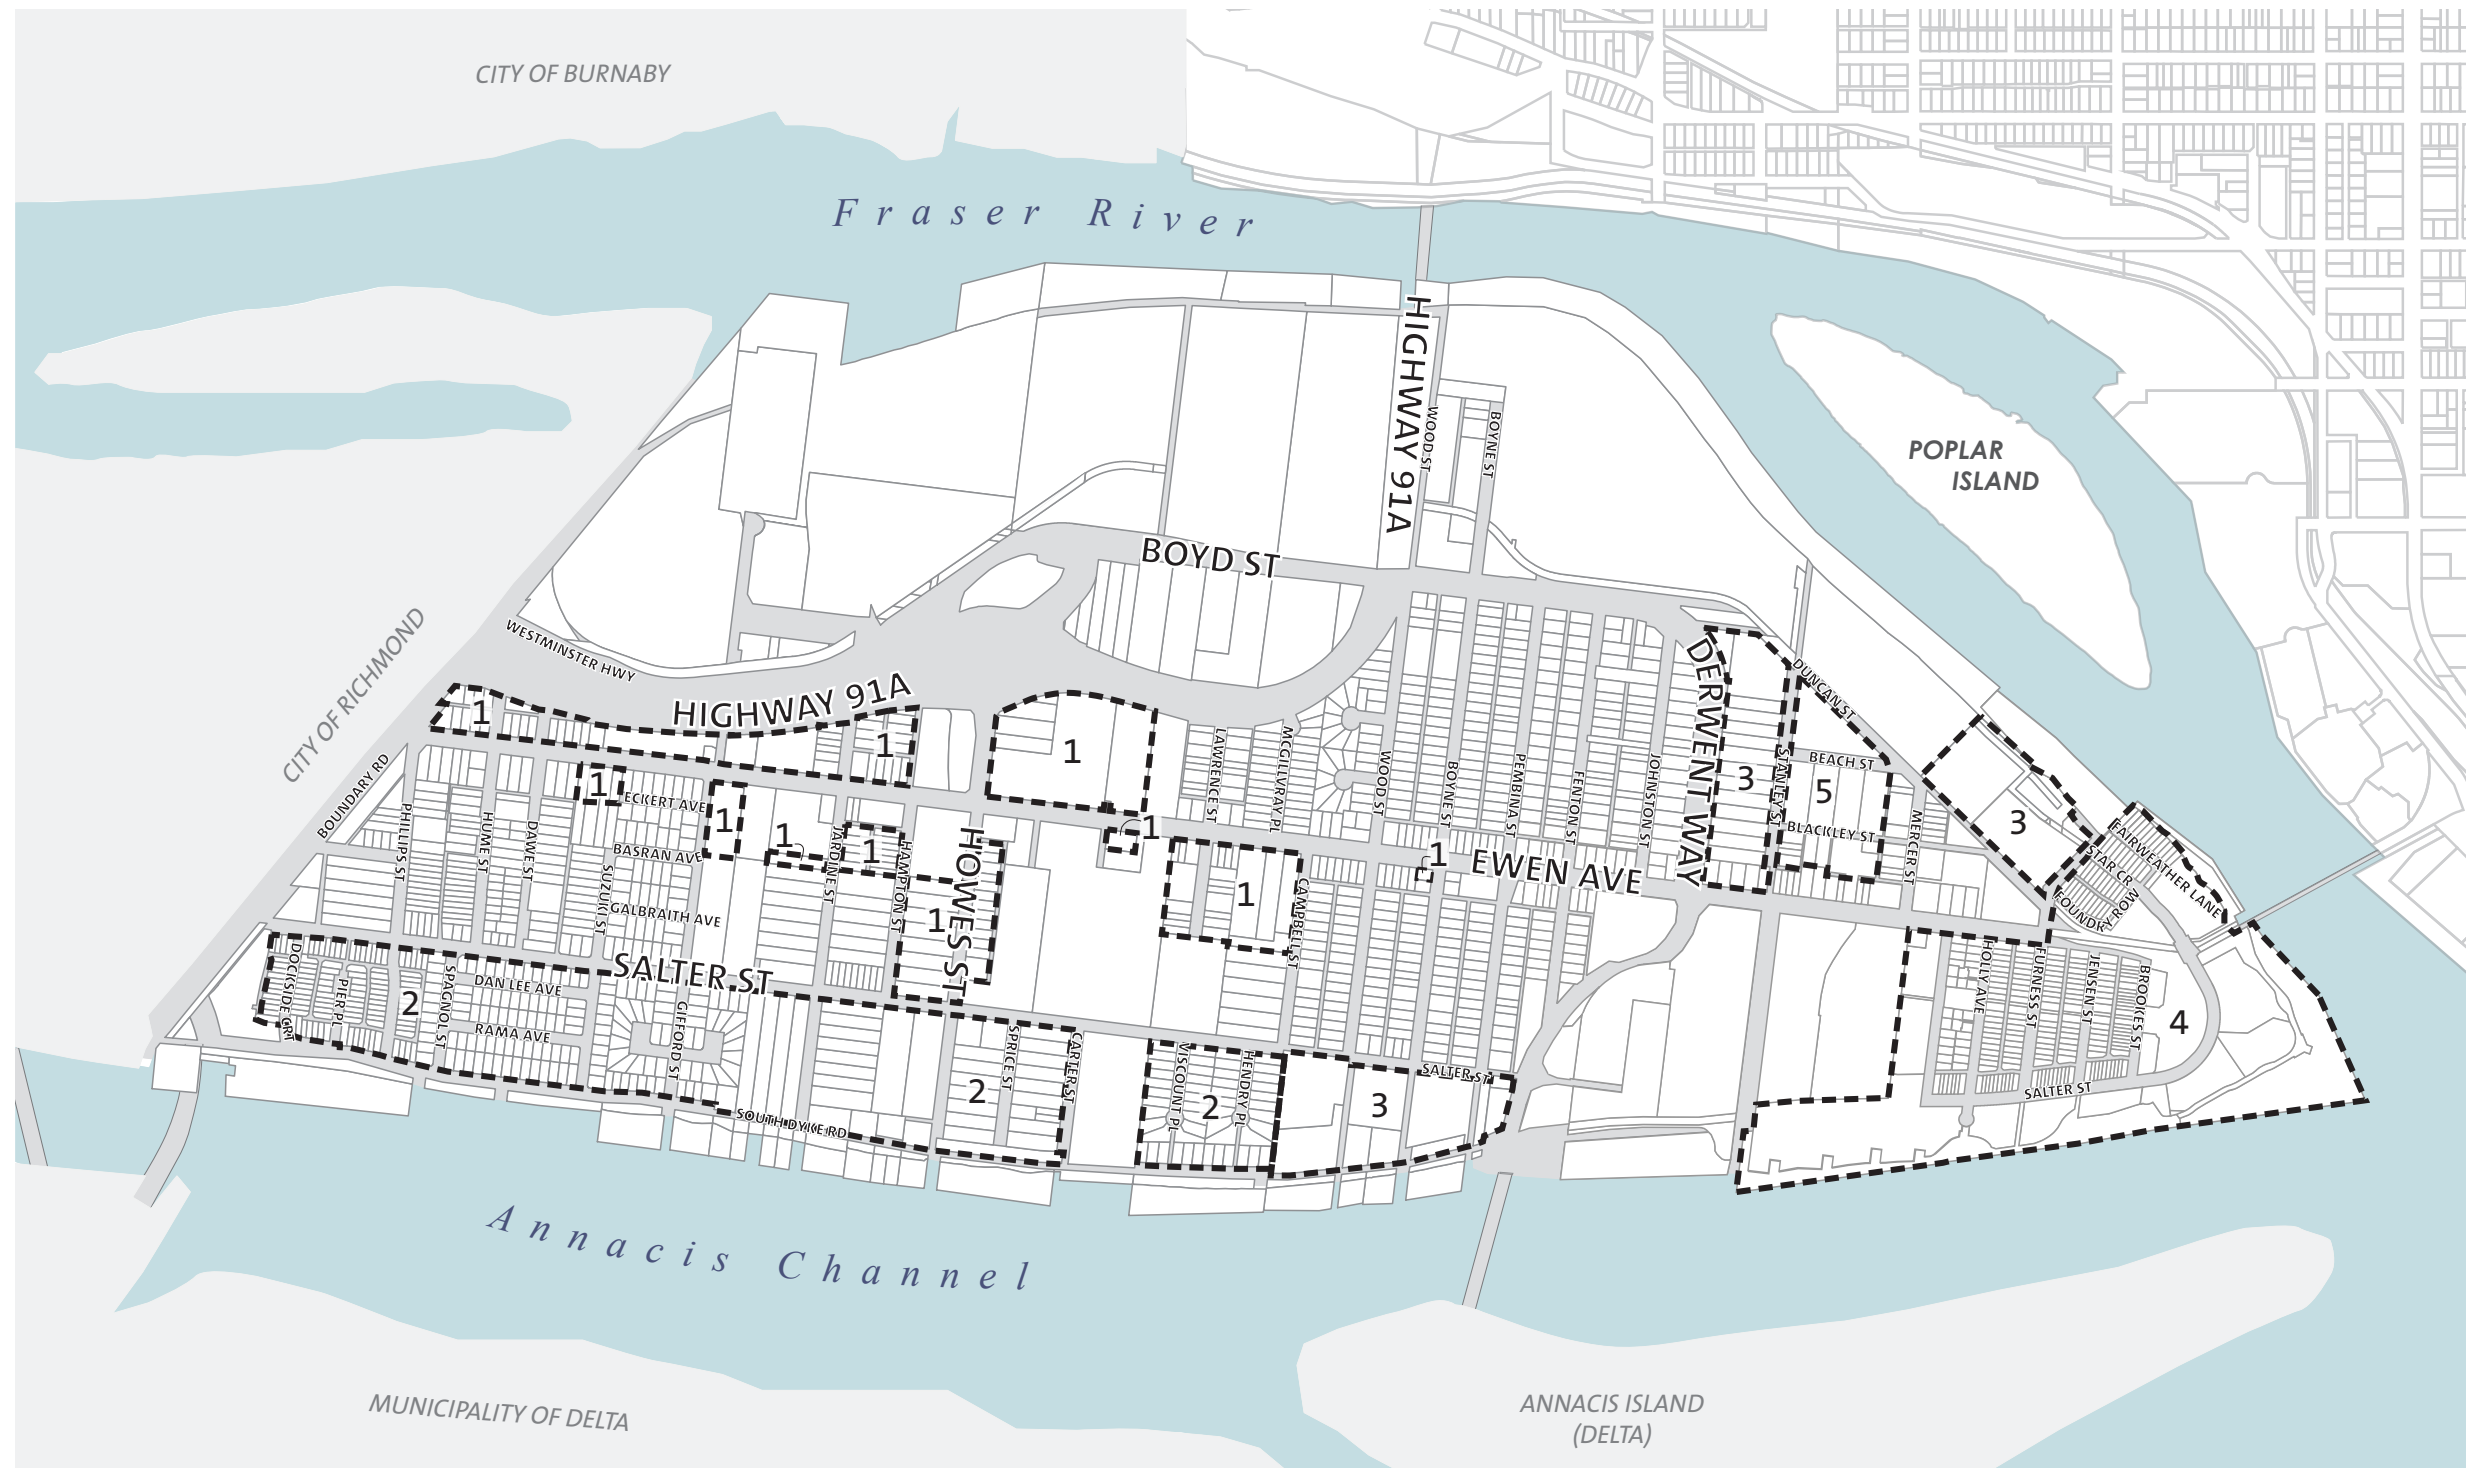 CITY OF BURNABY
Fraser River
HIGHWAY 91A
WOOD ST
BOYNE ST
POPLAR
ISLAND
BOYD ST
CITY OF RICHMOND
WESTMINSTER HWY
HIGHWAY 91A
1
1
1
DERWENT WAY
DUNCAN ST
BOUNDARY RD
LAWRENCE ST
MCGILLVRAY PL
WOOD ST
BOYNE ST
PEMBINA ST
FENTON ST
JOHNSTON ST
3
STANLEY ST
BEACH ST
5
BLACKLEY ST
MERCER ST
3
1
ECKERT AVE
1
1
1
1
1
PHILLIPS ST
HUME ST
DAWE ST
SUZUKI ST
BASRAN AVE
GALBRAITH AVE
JARDINE ST
HAMPTON ST
1
HOWES ST
1
CAMPBELL ST
EWEN AVE
FAIRWEATHER LANE
STAR CR
FOUNDRY ROW
SALTER ST
DOCKSIDE CRT
PIER PL
2
SPAGNOL ST
DAN LEE AVE
RAMA AVE
GIFFORD ST
SOUTH DYKE RD
2
SPRICE ST
CARTER ST
VISCOUNT PL
2
HENDRY PL
3
SALTER ST
HOLLY AVE
FURNESS ST
JENSEN ST
BROOKES ST
4
SALTER ST
Annacis Channel
MUNICIPALITY OF DELTA
ANNACIS ISLAND
(DELTA)